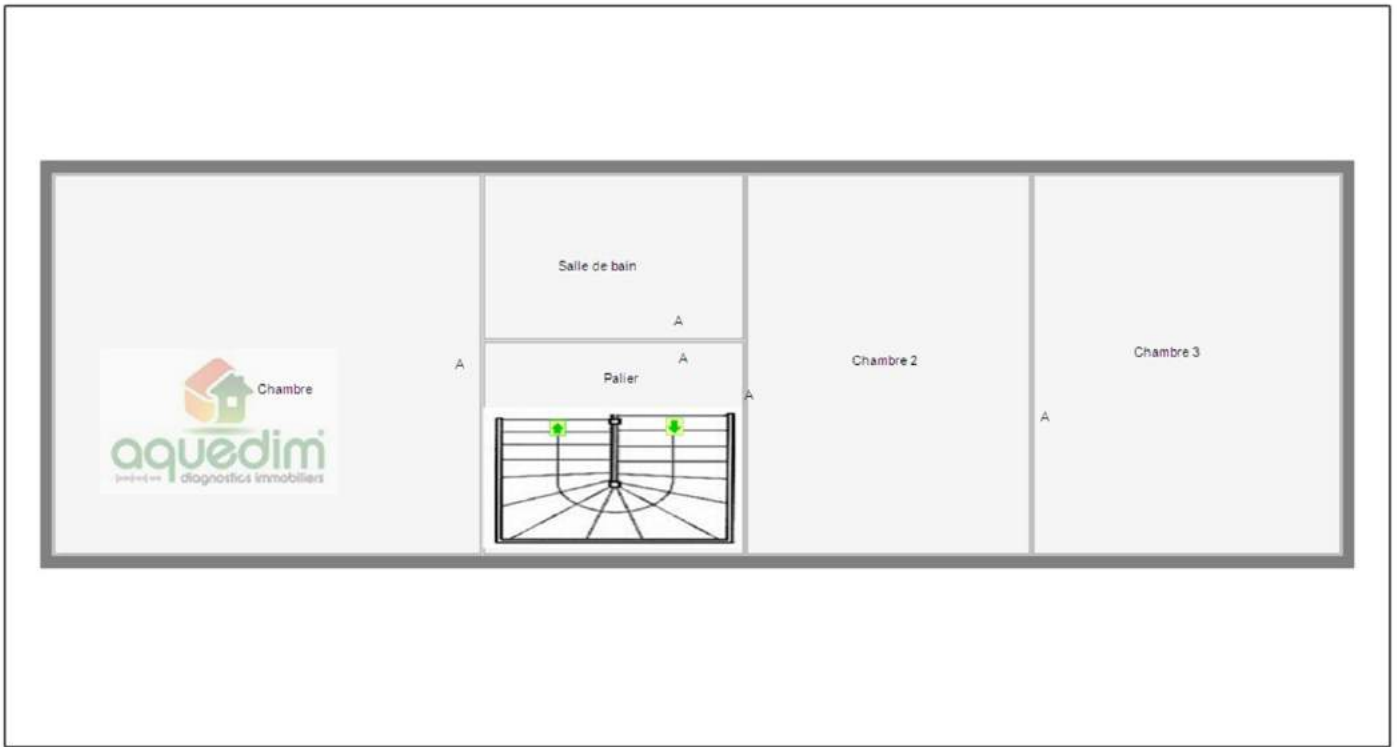 Salle de bain
A
A
A
Palier
Chambre 2
Chambre 3
Chambre
A
A
aquedim
diagnostics immobiliers